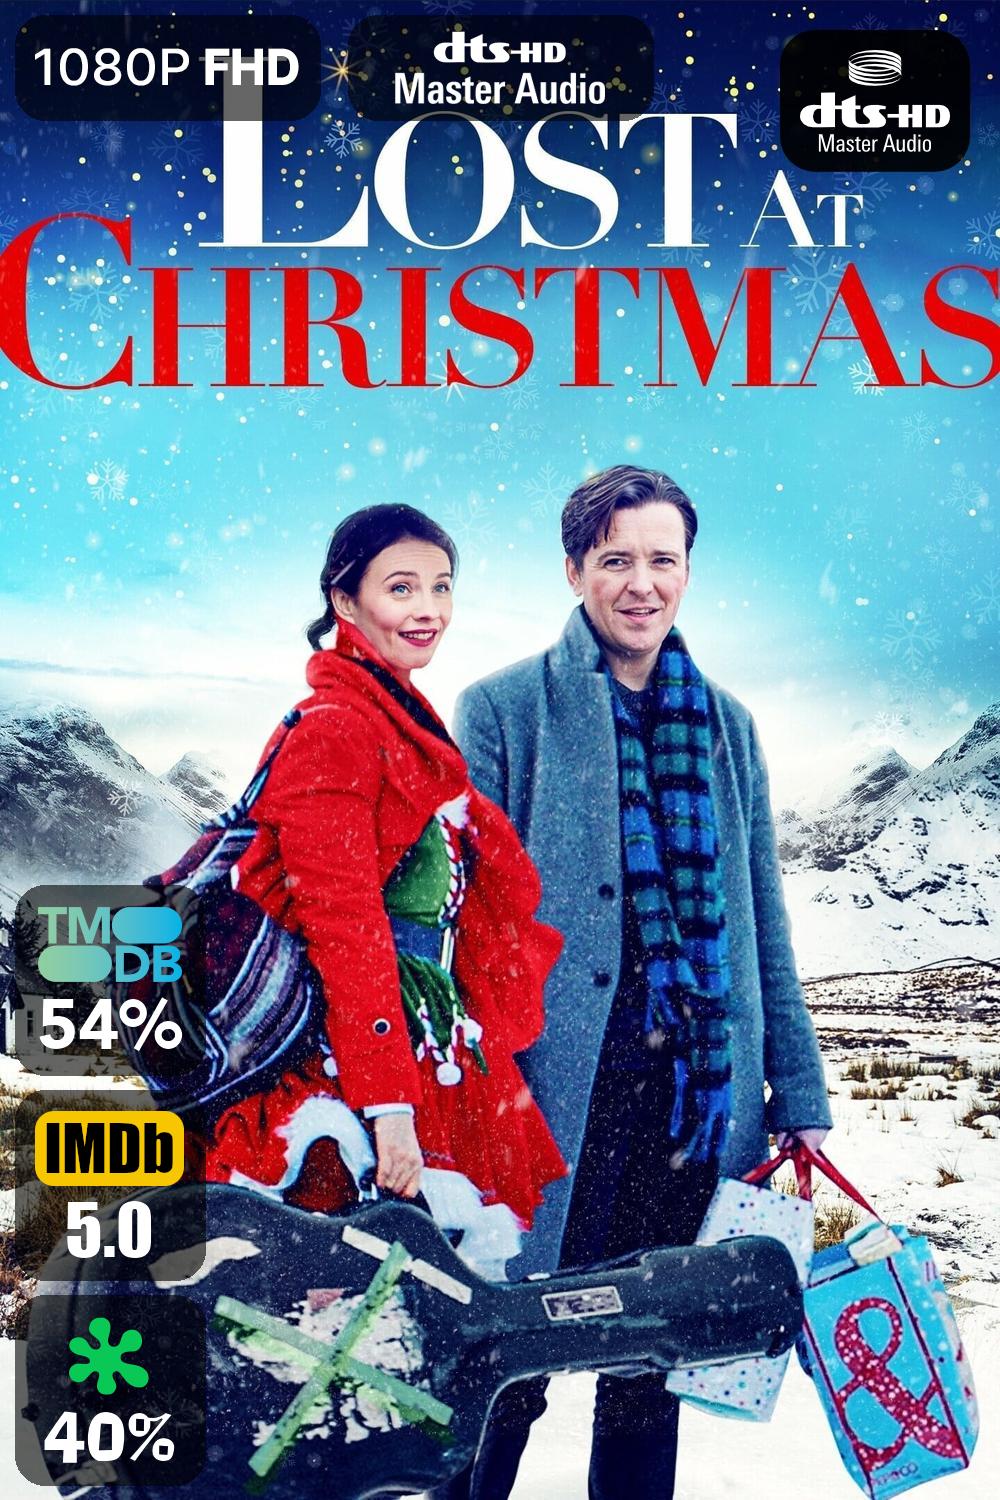 1080P FHD
dts-HD
Master Audio
dts-HD
Master Audio
LOST AT
CHRISTMAS
TMDB
54%
IMDb
5.0
40%
&